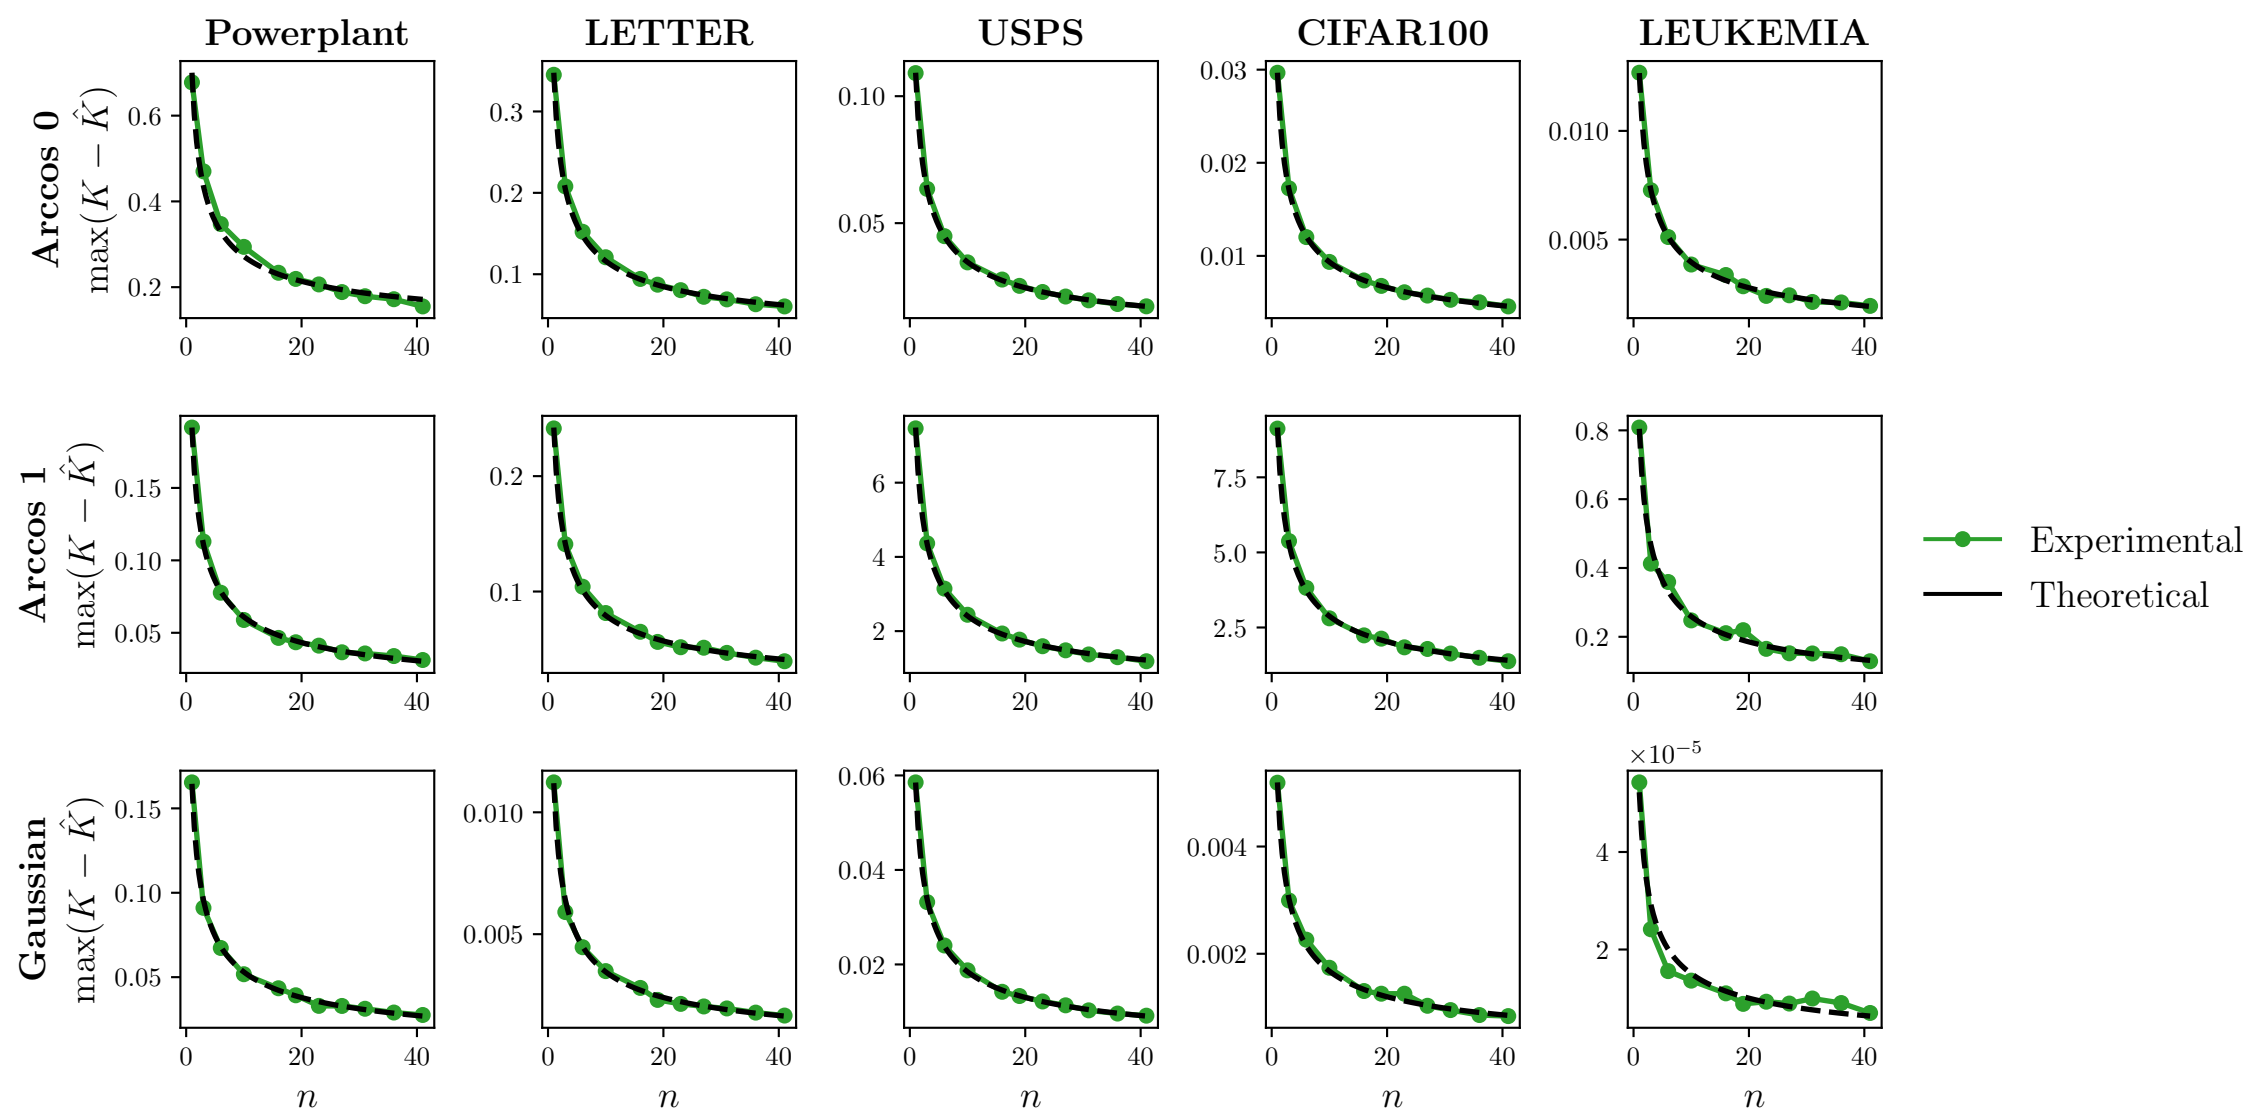 Powerplant LETTER USPS CIFAR100 LEUKEMIA
Arccos 0
max(K − K̂)
0.6
0.4
0.2
0 20 40
0.3
0.2
0.1
0 20 40
0.10
0.05
0 20 40
0.03
0.02
0.01
0 20 40
0.010
0.005
0 20 40
Arccos 1
max(K − K̂)
0.15
0.10
0.05
0 20 40
0.2
0.1
0 20 40
6
4
2
0 20 40
7.5
5.0
2.5
0 20 40
0.8
0.6
0.4
0.2
0 20 40
Experimental
Theoretical
Gaussian
max(K − K̂)
0.15
0.10
0.05
0 20 40
n
0.010
0.005
0 20 40
n
0.06
0.04
0.02
0 20 40
n
0.004
0.002
0 20 40
n
×10⁻⁵
4
2
0 20 40
n